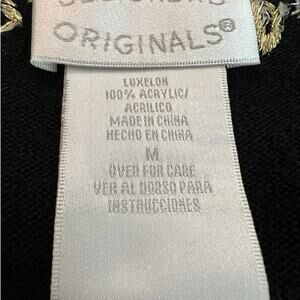 ORIGINALS®
LUXELON
100% ACRYLIC/
ACRILICO
MADE IN CHINA
HECHO EN CHINA
M
OVER FOR CARE
VER AL DORSO PARA
INSTRUCCIONES